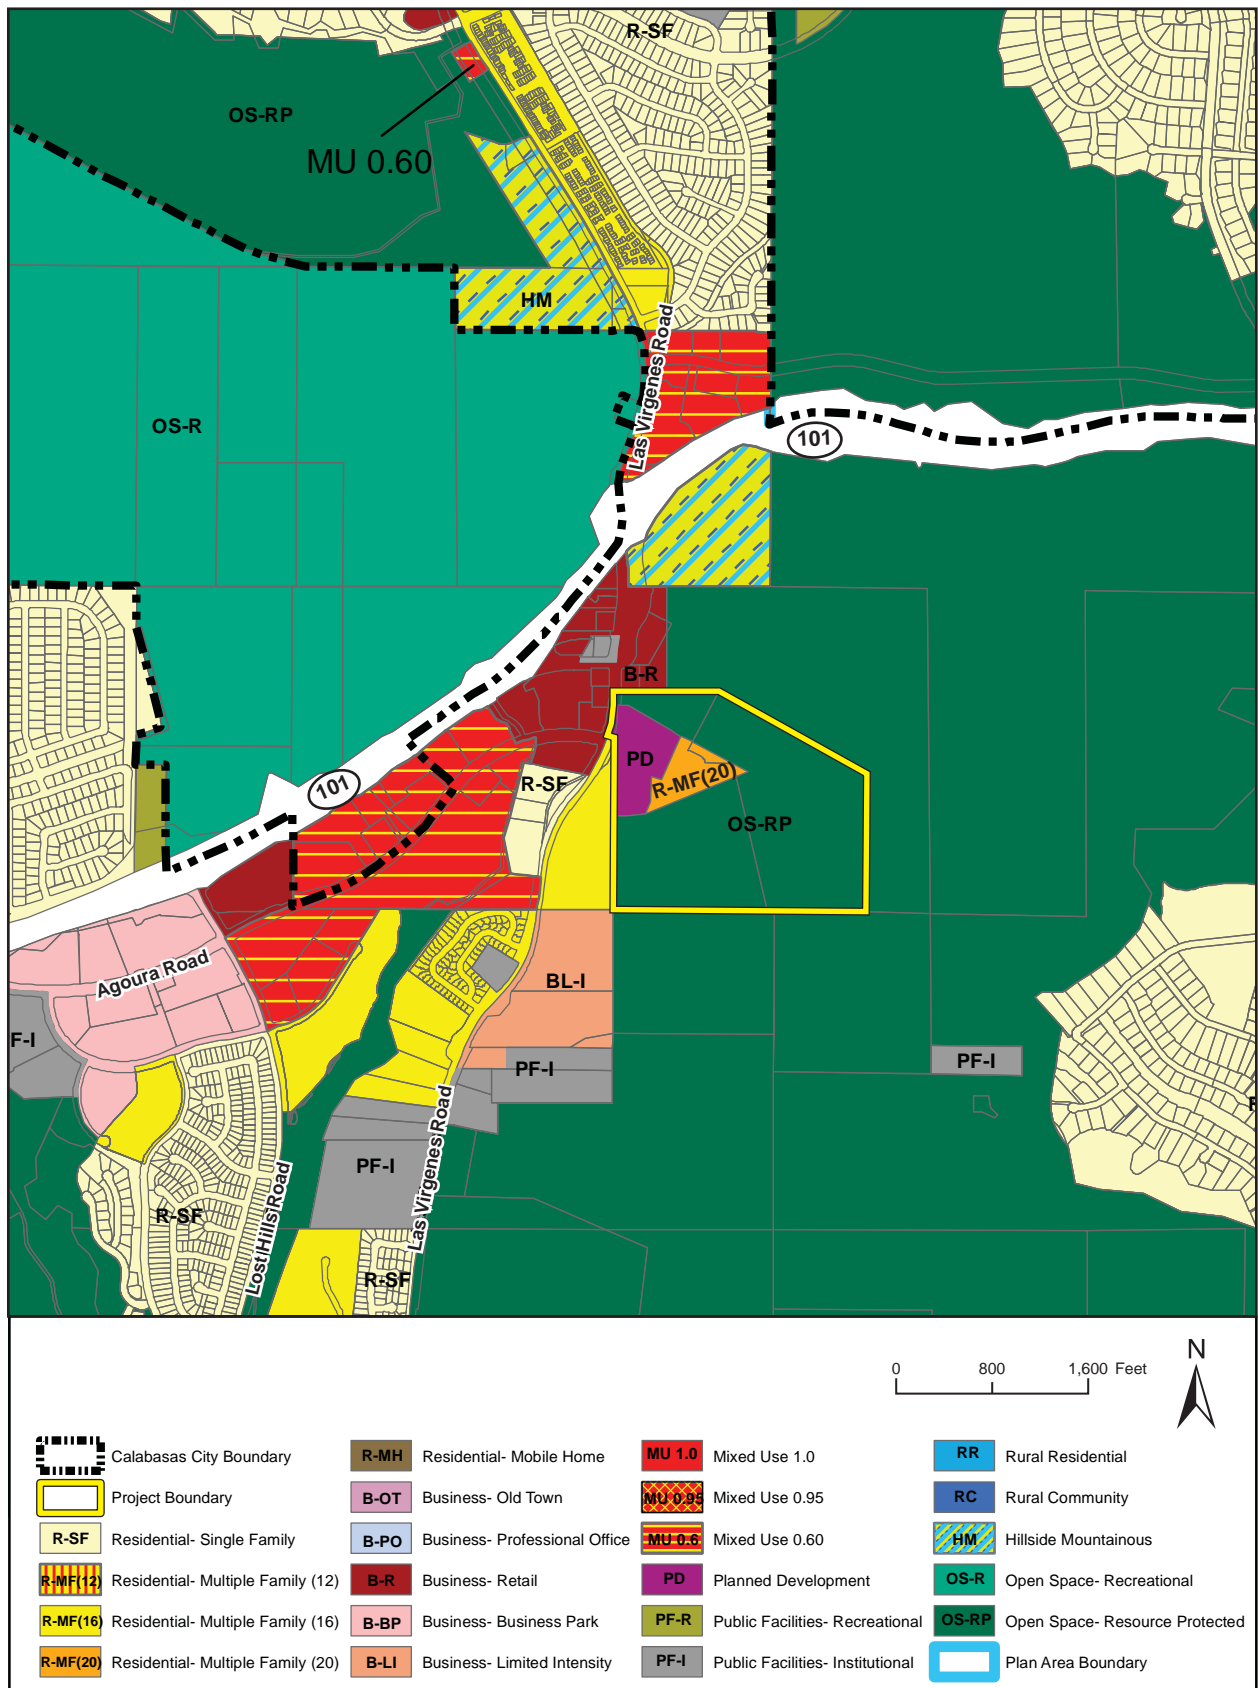 R-SF
OS-RP
MU 0.60
HM
Las Virgenes Road
OS-R
101
B-R
PD
R-MF(20)
R-SF
101
OS-RP
Agoura Road
BL-I
F-I
PF-I
PF-I
Las Virgenes Road
PF-I
R-SF
Lost Hills Road
R-SF
N
0 800 1,600 Feet
Calabasas City Boundary
Project Boundary
R-SF Residential- Single Family
R-MF(12) Residential- Multiple Family (12)
R-MF(16) Residential- Multiple Family (16)
R-MF(20) Residential- Multiple Family (20)
R-MH Residential- Mobile Home
B-OT Business- Old Town
B-PO Business- Professional Office
B-R Business- Retail
B-BP Business- Business Park
B-LI Business- Limited Intensity
MU 1.0 Mixed Use 1.0
MU 0.95 Mixed Use 0.95
MU 0.6 Mixed Use 0.60
PD Planned Development
PF-R Public Facilities- Recreational
PF-I Public Facilities- Institutional
RR Rural Residential
RC Rural Community
HM Hillside Mountainous
OS-R Open Space- Recreational
OS-RP Open Space- Resource Protected
Plan Area Boundary